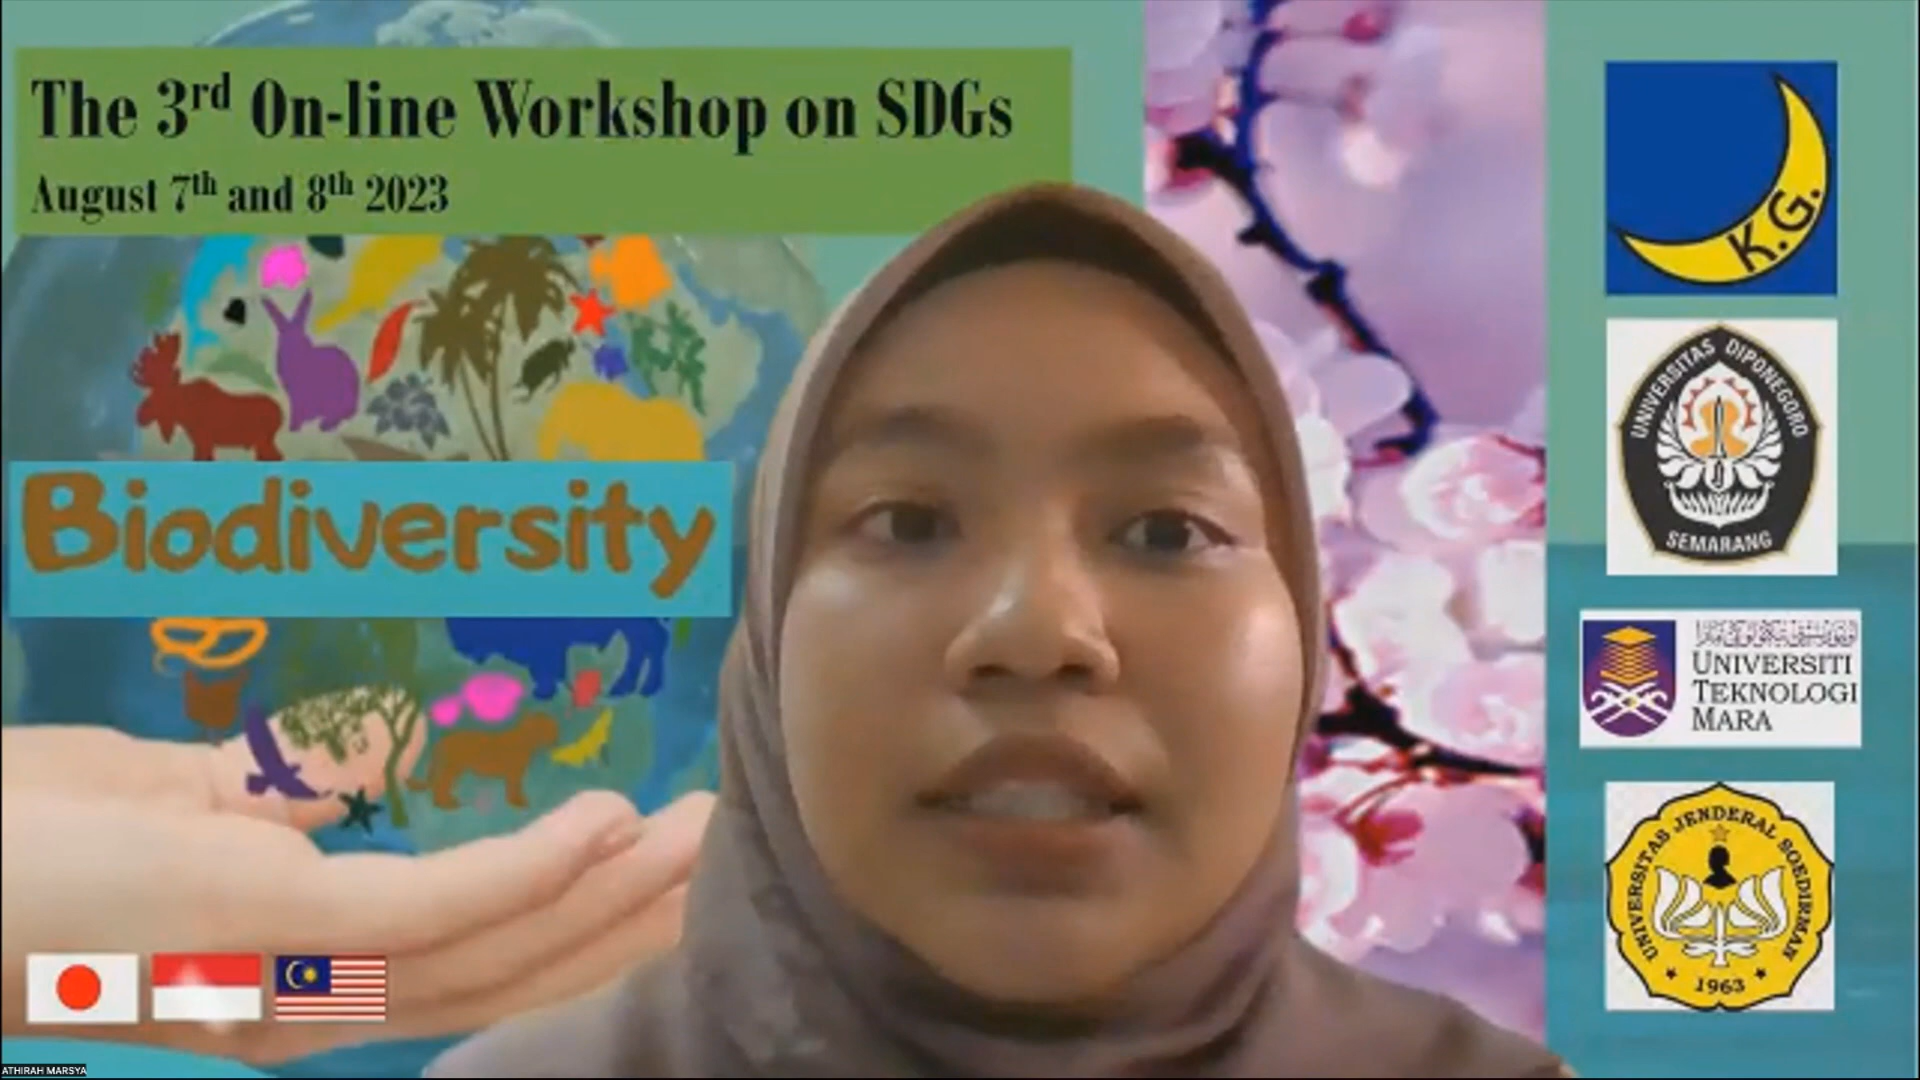 The 3rd On-line Workshop on SDGs
August 7th and 8th 2023
Biodiversity
K.G.
UNIVERSITAS DIPONEGORO
SEMARANG
UNIVERSITI
TEKNOLOGI
MARA
UNIVERSITAS JENDERAL SOEDIRMAN
1963
ATHIRAH MARSYA